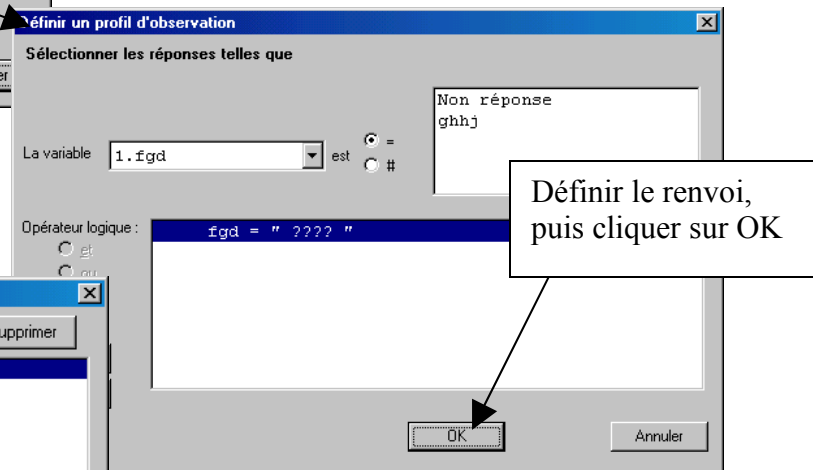 Définir un profil d'observation
Sélectionner les réponses telles que
er
Non réponse
ghhj
La variable 1.fgd est = #
Définir le renvoi,
puis cliquer sur OK
Opérateur logique :
et
ou
fgd = " ???? "
upprimer
OK Annuler